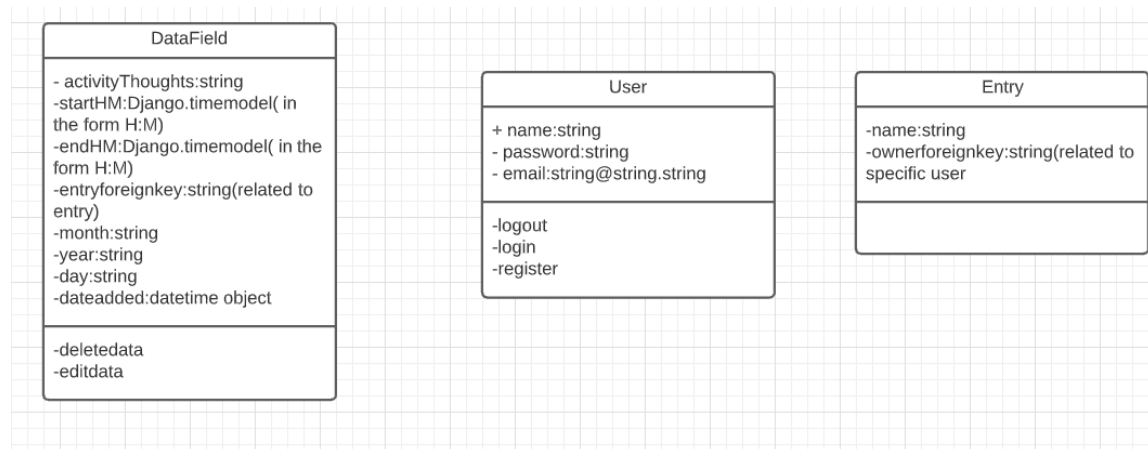 DataField
- activityThoughts:string
-startHM:Django.timemodel( in
the form H:M)
-endHM:Django.timemodel( in the
form H:M)
-entryforeignkey:string(related to
entry)
-month:string
-year:string
-day:string
-dateadded:datetime object
-deletedata
-editdata
User
+ name:string
- password:string
- email:string@string.string
-logout
-login
-register
Entry
-name:string
-ownerforeignkey:string(related to
specific user